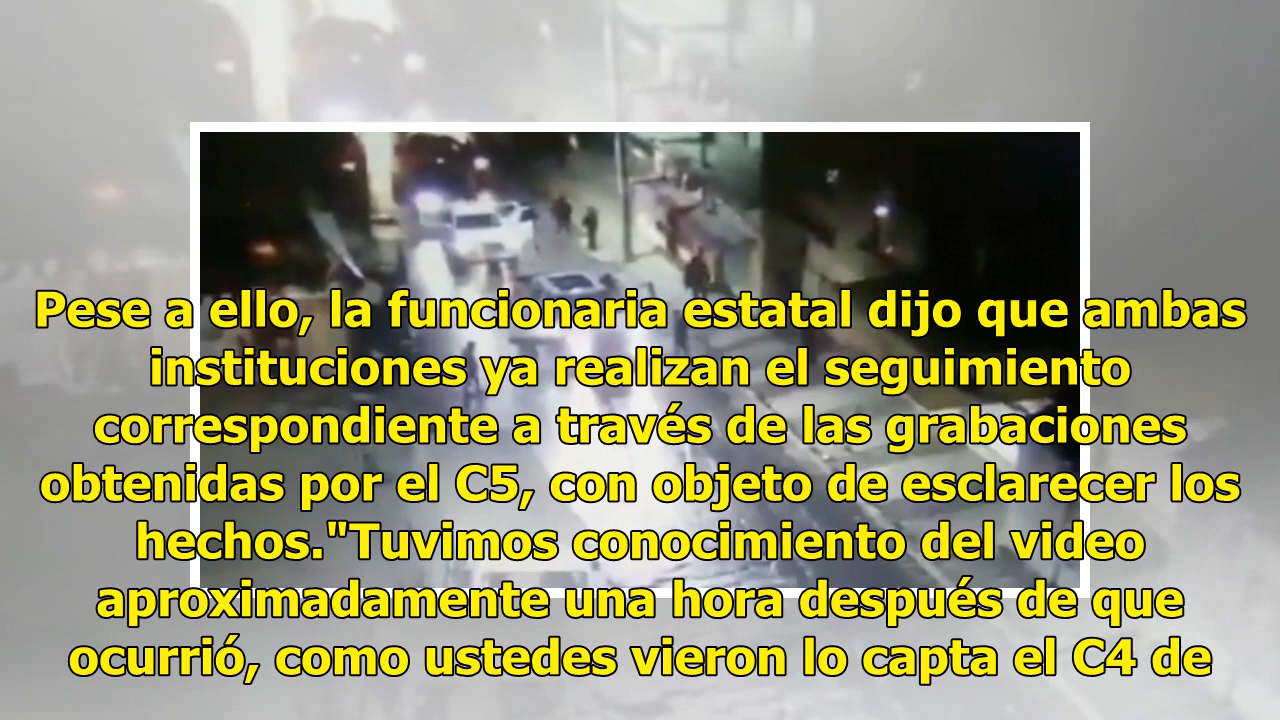 Pese a ello, la funcionaria estatal dijo que ambas
instituciones ya realizan el seguimiento
correspondiente a través de las grabaciones
obtenidas por el C5, con objeto de esclarecer los
hechos."Tuvimos conocimiento del video
aproximadamente una hora después de que
ocurrió, como ustedes vieron lo capta el C4 de